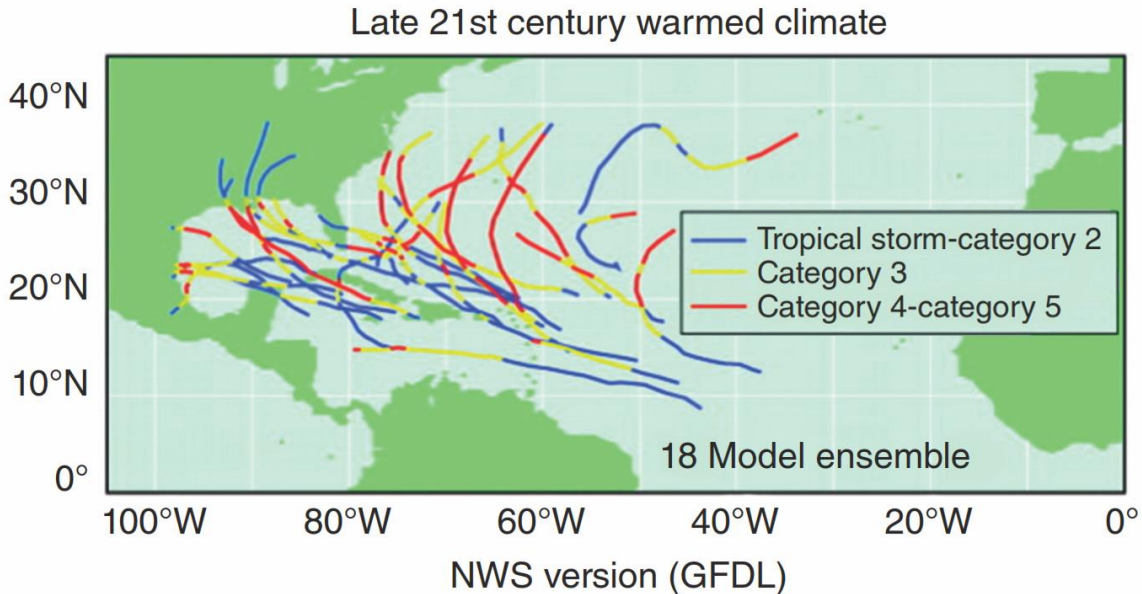 Late 21st century warmed climate
40°N
30°N
20°N
10°N
0°
Tropical storm-category 2
Category 3
Category 4-category 5
18 Model ensemble
100°W 80°W 60°W 40°W 20°W 0°
NWS version (GFDL)